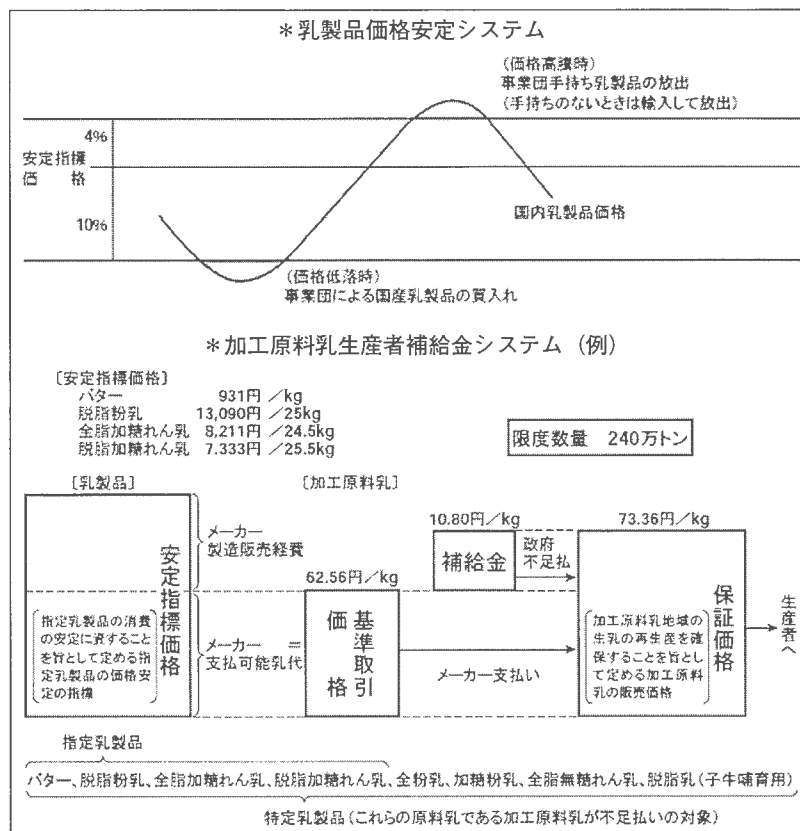 ＊乳製品価格安定システム
(価格高騰時)
事業団手持ち乳製品の放出
(手持ちのないときは輸入して放出)
4%
安定指標
価　格
10%
国内乳製品価格
(価格低落時)
事業団による国産乳製品の買入れ
＊加工原料乳生産者補給金システム（例）
〔安定指標価格〕
バター　931円／kg
脱脂粉乳　13,090円／25kg
全脂加糖れん乳　8,211円／24.5kg
脱脂加糖れん乳　7.333円／25.5kg
限度数量　240万トン
〔乳製品〕
〔加工原料乳〕
安定指標価格
指定乳製品の消費
の安定に資すること
を旨として定める指
定乳製品の価格安
定の指標
メーカー
製造販売経費
メーカー　＝
支払可能乳代
62.56円／kg
基準取引
価格
10.80円／kg
補給金
政府
不足払
メーカー支払い
73.36円／kg
保証価格
加工原料乳地域の
生乳の再生産を確
保することを旨とし
て定める加工原料
乳の販売価格
生産者へ
指定乳製品
バター、脱脂粉乳、全脂加糖れん乳、脱脂加糖れん乳、全粉乳、加糖粉乳、全脂無糖れん乳、脱脂乳(子牛哺育用)
特定乳製品(これらの原料乳である加工原料乳が不足払いの対象)